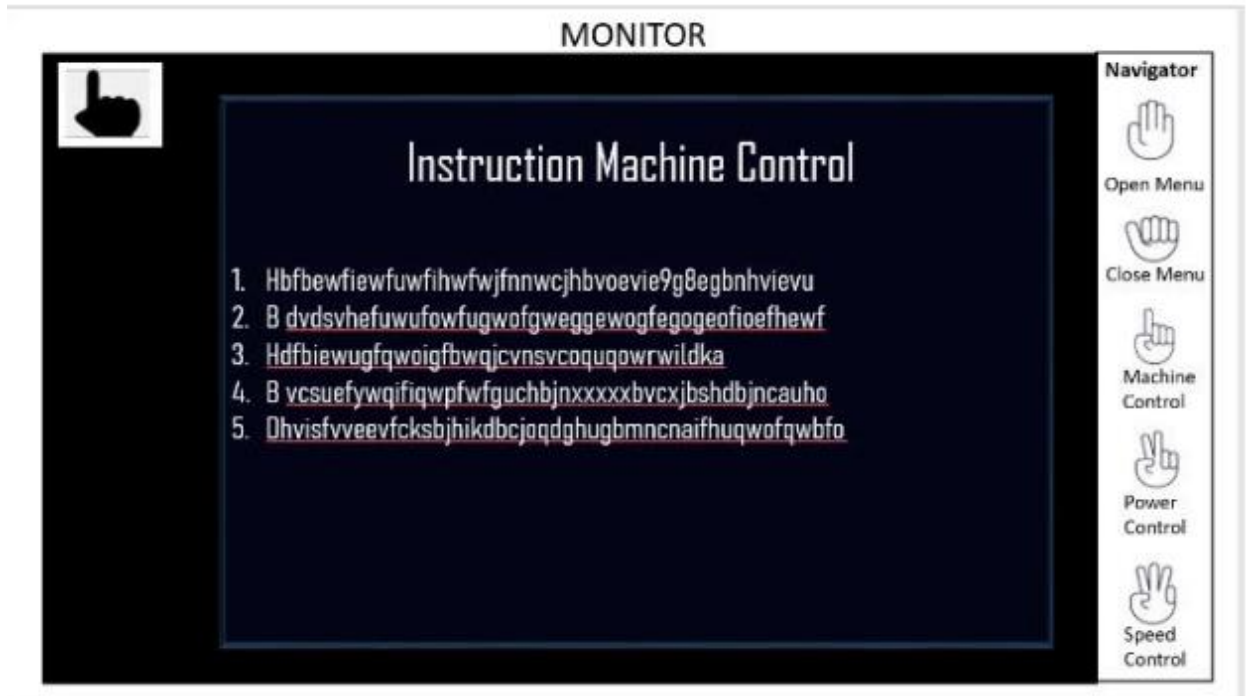 MONITOR
Navigator
Open Menu
Close Menu
Machine
Control
Power
Control
Speed
Control
Instruction Machine Control
1. Hbfbewfiewfuwfihwfwjfnnwcjhbvoevie9g8egbnhvievu
2. B dvdsvhefuwufowfugwofgweggewogfegogeofioefhewf
3. Hdfbiewugfqwoigfbwqjcvnsvcoquqowrwildka
4. B vcsuefywqifiqwpfwfguchbjnxxxxxbvcxjbshdbjncauho
5. Dhvisfvveevfcksbjhikdbcjoqdghugbmncnaifhuqwofqwbfo